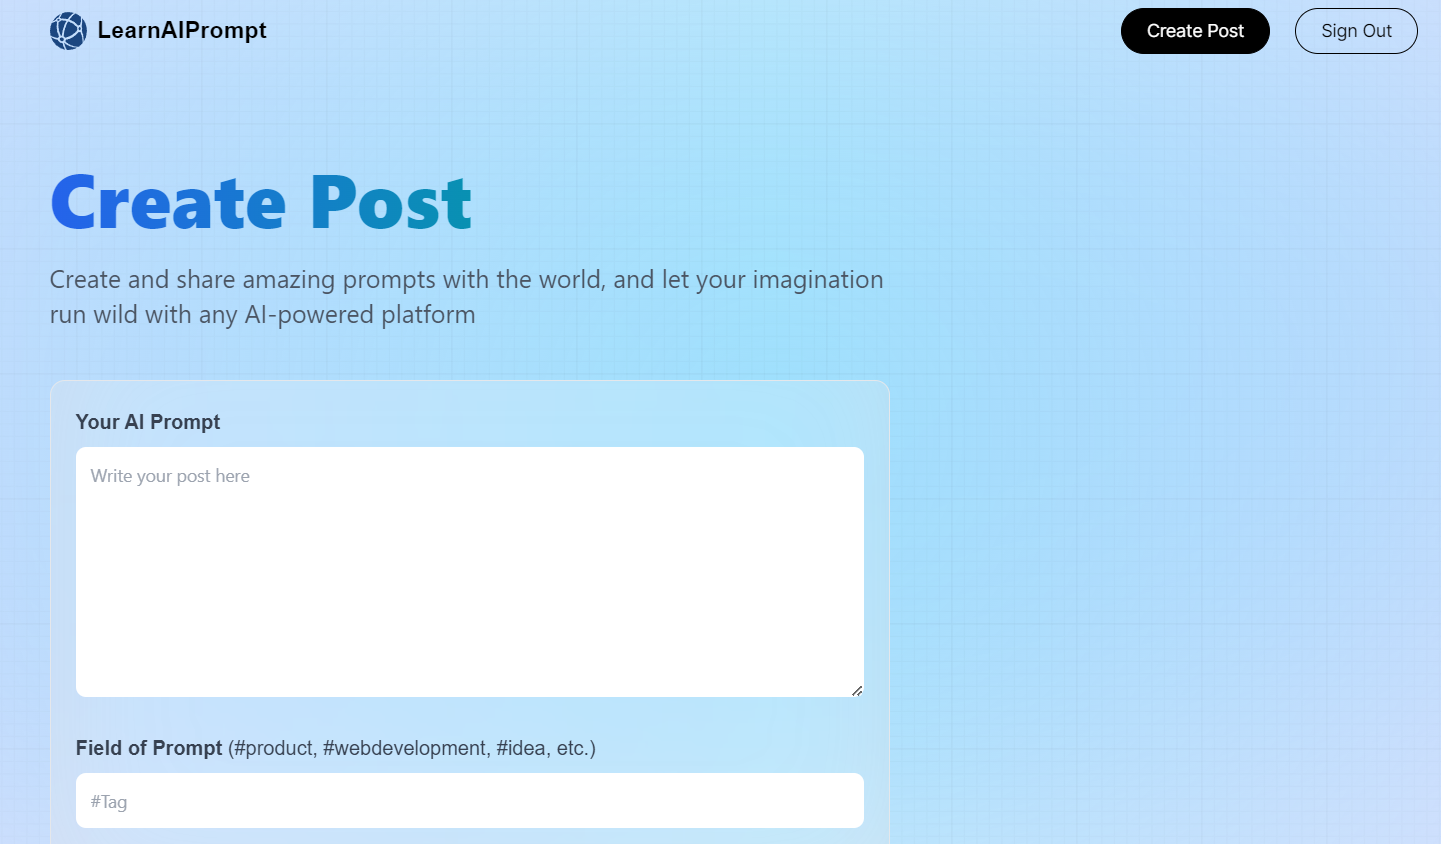 LearnAIPrompt
Create Post
Sign Out
Create Post
Create and share amazing prompts with the world, and let your imagination
run wild with any AI-powered platform
Your AI Prompt
Write your post here
Field of Prompt (#product, #webdevelopment, #idea, etc.)
#Tag